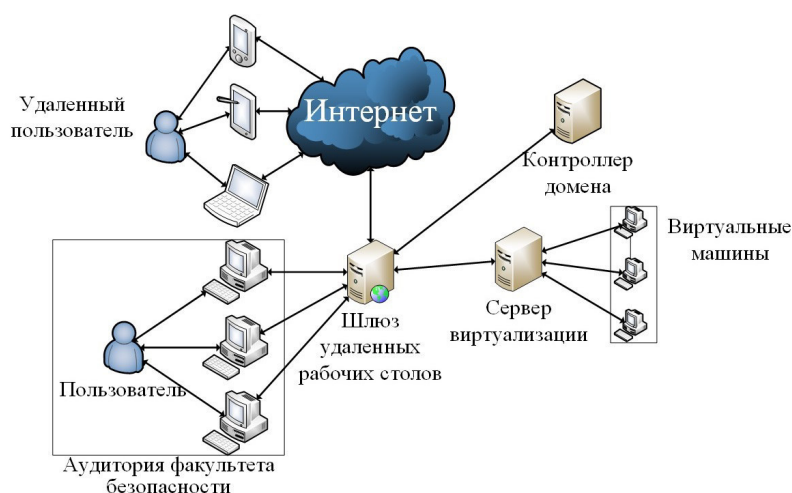 Интернет
Удаленный
пользователь
Контроллер
домена
Виртуальные
машины
Сервер
виртуализации
Шлюз
удаленных
рабочих столов
Пользователь
Аудитория факультета
безопасности